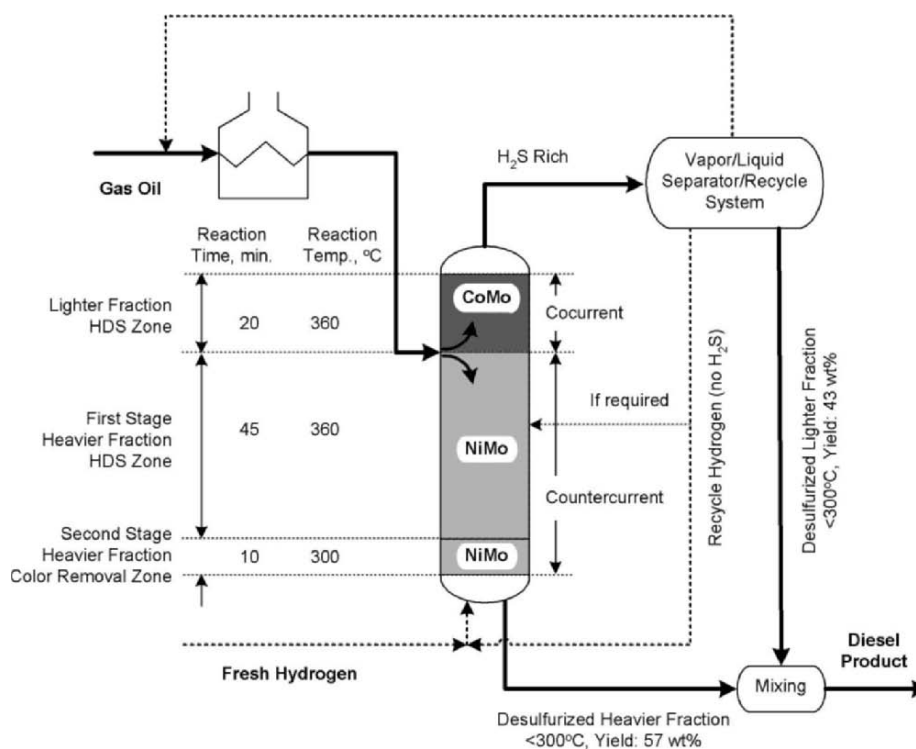 Gas Oil
H2S Rich
Vapor/Liquid
Separator/Recycle
System
Reaction
Time, min.
Reaction
Temp., ºC
Lighter Fraction
HDS Zone
20
360
CoMo
Cocurrent
First Stage
Heavier Fraction
HDS Zone
45
360
NiMo
If required
Countercurrent
Second Stage
Heavier Fraction
Color Removal Zone
10
300
NiMo
Recycle Hydrogen (no H2S)
Desulfurized Lighter Fraction
<300ºC, Yield: 43 wt%
Fresh Hydrogen
Mixing
Diesel
Product
Desulfurized Heavier Fraction
<300ºC, Yield: 57 wt%